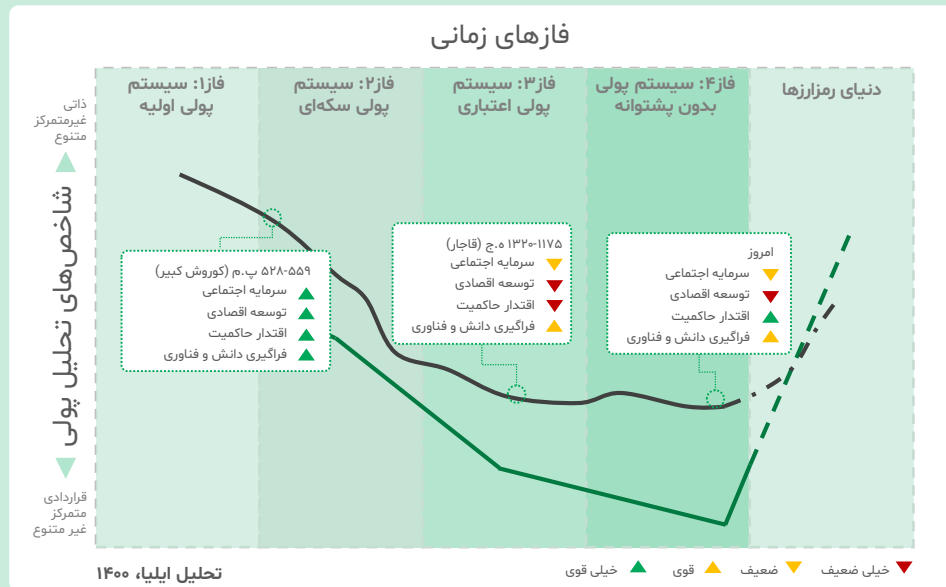 فازهای زمانی
فاز۱: سیستم
پولی اولیه
فاز۲: سیستم
پولی سکه‌ای
فاز۳: سیستم
پولی اعتباری
فاز۴: سیستم پولی
بدون پشتوانه
دنیای رمزارزها
ذاتی
غیرمتمرکز
متنوع
شاخص‌های تحلیل پولی
قراردادی
متمرکز
غیر متنوع
۵۵۹-۵۲۸ پ.م (کوروش کبیر)
سرمایه اجتماعی
توسعه اقتصادی
اقتدار حاکمیت
فراگیری دانش و فناوری
۱۱۷۵-۱۳۲۰ ه.ج (قاجار)
سرمایه اجتماعی
توسعه اقتصادی
اقتدار حاکمیت
فراگیری دانش و فناوری
امروز
سرمایه اجتماعی
توسعه اقتصادی
اقتدار حاکمیت
فراگیری دانش و فناوری
خیلی ضعیف
ضعیف
قوی
خیلی قوی
تحلیل ایلیا، ۱۴۰۰